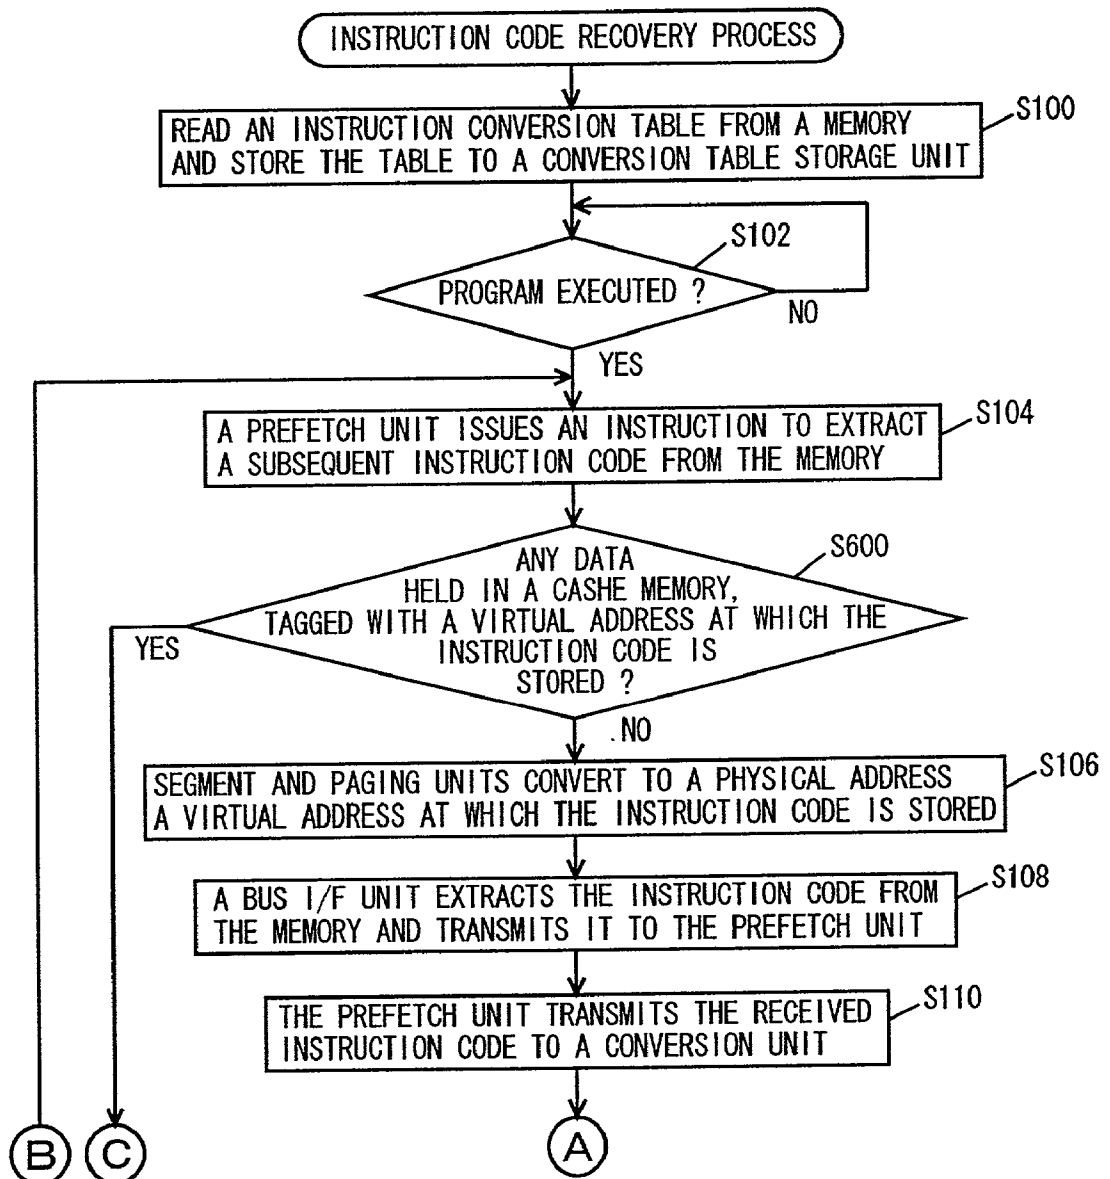 INSTRUCTION CODE RECOVERY PROCESS
READ AN INSTRUCTION CONVERSION TABLE FROM A MEMORY
AND STORE THE TABLE TO A CONVERSION TABLE STORAGE UNIT
S100
S102
PROGRAM EXECUTED ?
NO
YES
A PREFETCH UNIT ISSUES AN INSTRUCTION TO EXTRACT
A SUBSEQUENT INSTRUCTION CODE FROM THE MEMORY
S104
S600
ANY DATA
HELD IN A CASHE MEMORY,
TAGGED WITH A VIRTUAL ADDRESS AT WHICH THE
INSTRUCTION CODE IS
STORED ?
YES
NO
SEGMENT AND PAGING UNITS CONVERT TO A PHYSICAL ADDRESS
A VIRTUAL ADDRESS AT WHICH THE INSTRUCTION CODE IS STORED
S106
A BUS I/F UNIT EXTRACTS THE INSTRUCTION CODE FROM
THE MEMORY AND TRANSMITS IT TO THE PREFETCH UNIT
S108
THE PREFETCH UNIT TRANSMITS THE RECEIVED
INSTRUCTION CODE TO A CONVERSION UNIT
S110
B
C
A